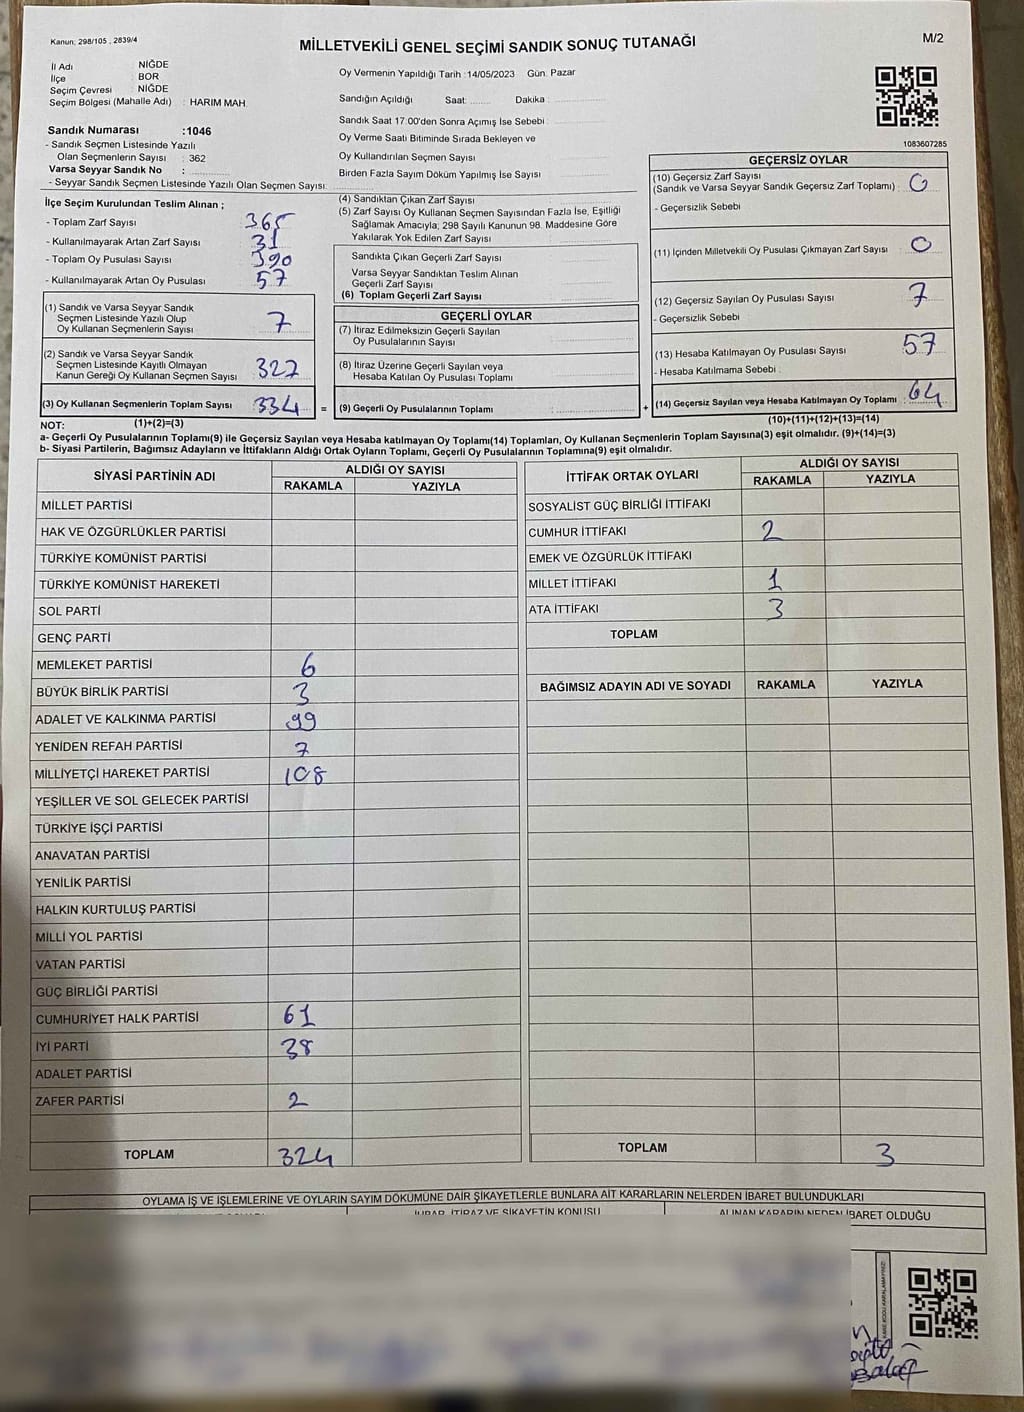 Kanun; 298/105 , 2839/4
MİLLETVEKİLİ GENEL SEÇİMİ SANDIK SONUÇ TUTANAĞI
M/2
İl Adı NİĞDE
İlçe BOR
Seçim Çevresi NİĞDE
Seçim Bölgesi (Mahalle Adı) : HARIM MAH.
Sandık Numarası :1046
- Sandık Seçmen Listesinde Yazılı
Olan Seçmenlerin Sayısı : 362
Varsa Seyyar Sandık No :
- Seyyar Sandık Seçmen Listesinde Yazılı Olan Seçmen Sayısı:
Oy Vermenin Yapıldığı Tarih :14/05/2023 Gün: Pazar
Sandığın Açıldığı Saat: Dakika :
Sandık Saat 17.00'den Sonra Açımış İse Sebebi :
Oy Verme Saati Bitiminde Sırada Bekleyen ve
Oy Kullandırılan Seçmen Sayısı
Birden Fazla Sayım Döküm Yapılmış İse Sayısı
1083607285
İlçe Seçim Kurulundan Teslim Alınan ;
- Toplam Zarf Sayısı 365
- Kullanılmayarak Artan Zarf Sayısı 31
- Toplam Oy Pusulası Sayısı 390
- Kullanılmayarak Artan Oy Pusulası 57
(1) Sandık ve Varsa Seyyar Sandık
Seçmen Listesinde Yazılı Olup
Oy Kullanan Seçmenlerin Sayısı 7
(2) Sandık ve Varsa Seyyar Sandık
Seçmen Listesinde Kayıtlı Olmayan
Kanun Gereği Oy Kullanan Seçmen Sayısı 327
(3) Oy Kullanan Seçmenlerin Toplam Sayısı 334 =
(4) Sandıktan Çıkan Zarf Sayısı
(5) Zarf Sayısı Oy Kullanan Seçmen Sayısından Fazla İse, Eşitliği
Sağlamak Amacıyla; 298 Sayılı Kanunun 98. Maddesine Göre
Yakılarak Yok Edilen Zarf Sayısı
Sandıkta Çıkan Geçerli Zarf Sayısı
Varsa Seyyar Sandıktan Teslim Alınan
Geçerli Zarf Sayısı
(6) Toplam Geçerli Zarf Sayısı
GEÇERLİ OYLAR
(7) İtiraz Edilmeksizin Geçerli Sayılan
Oy Pusulalarının Sayısı
(8) İtiraz Üzerine Geçerli Sayılan veya
Hesaba Katılan Oy Pusulası Toplamı
(9) Geçerli Oy Pusulalarının Toplamı +
GEÇERSİZ OYLAR
(10) Geçersiz Zarf Sayısı
(Sandık ve Varsa Seyyar Sandık Geçersiz Zarf Toplamı) : 0
- Geçersizlik Sebebi
(11) İçinden Milletvekili Oy Pusulası Çıkmayan Zarf Sayısı : 0
(12) Geçersiz Sayılan Oy Pusulası Sayısı 7
- Geçersizlik Sebebi
(13) Hesaba Katılmayan Oy Pusulası Sayısı 57
- Hesaba Katılmama Sebebi :
(14) Geçersiz Sayılan veya Hesaba Katılmayan Oy Toplamı : 64
NOT: (1)+(2)=(3) (10)+(11)+(12)+(13)=(14)
a- Geçerli Oy Pusulalarının Toplamı(9) ile Geçersiz Sayılan veya Hesaba katılmayan Oy Toplamı(14) Toplamları, Oy Kullanan Seçmenlerin Toplam Sayısına(3) eşit olmalıdır. (9)+(14)=(3)
b- Siyasi Partilerin, Bağımsız Adayların ve İttifakların Aldığı Ortak Oyların Toplamı, Geçerli Oy Pusulalarının Toplamına(9) eşit olmalıdır.
SİYASİ PARTİNİN ADI ALDIĞI OY SAYISI
RAKAMLA YAZIYLA
MİLLET PARTİSİ
HAK VE ÖZGÜRLÜKLER PARTİSİ
TÜRKİYE KOMÜNİST PARTİSİ
TÜRKİYE KOMÜNİST HAREKETİ
SOL PARTİ
GENÇ PARTİ
MEMLEKET PARTİSİ 6
BÜYÜK BİRLİK PARTİSİ 3
ADALET VE KALKINMA PARTİSİ 99
YENİDEN REFAH PARTİSİ 7
MİLLİYETÇİ HAREKET PARTİSİ 108
YEŞİLLER VE SOL GELECEK PARTİSİ
TÜRKİYE İŞÇİ PARTİSİ
ANAVATAN PARTİSİ
YENİLİK PARTİSİ
HALKIN KURTULUŞ PARTİSİ
MİLLİ YOL PARTİSİ
VATAN PARTİSİ
GÜÇ BİRLİĞİ PARTİSİ
CUMHURİYET HALK PARTİSİ 61
İYİ PARTİ 38
ADALET PARTİSİ
ZAFER PARTİSİ 2
TOPLAM 324
İTTİFAK ORTAK OYLARI ALDIĞI OY SAYISI
RAKAMLA YAZIYLA
SOSYALİST GÜÇ BİRLİĞİ İTTİFAKI
CUMHUR İTTİFAKI 2
EMEK VE ÖZGÜRLÜK İTTİFAKI
MİLLET İTTİFAKI 1
ATA İTTİFAKI 3
TOPLAM
BAĞIMSIZ ADAYIN ADI VE SOYADI RAKAMLA YAZIYLA
TOPLAM 3
OYLAMA İŞ VE İŞLEMLERİNE VE OYLARIN SAYIM DÖKÜMÜNE DAİR ŞİKAYETLERLE BUNLARA AİT KARARLARIN NELERDEN İBARET BULUNDUKLARI
İHBAR, İTİRAZ VE ŞİKAYETİN KONUSU ALINAN KARARIN NEDEN İBARET OLDUĞU